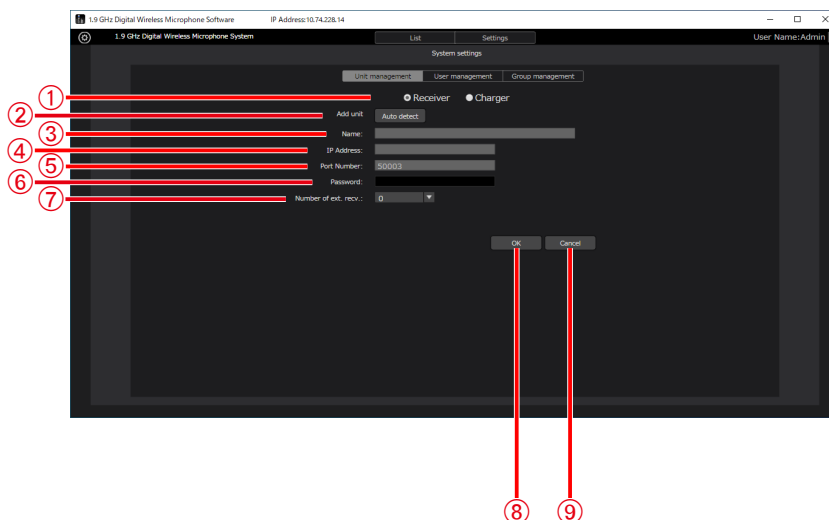 1.9 GHz Digital Wireless Microphone Software IP Address:10.74.228.14
1.9 GHz Digital Wireless Microphone System List Settings User Name:Admin
System settings
Unit management User management Group management
① Receiver Charger
② Add unit Auto detect
③ Name:
④ IP Address:
⑤ Port Number: 50003
⑥ Password:
⑦ Number of ext. recv.: 0
OK Cancel
⑧ ⑨